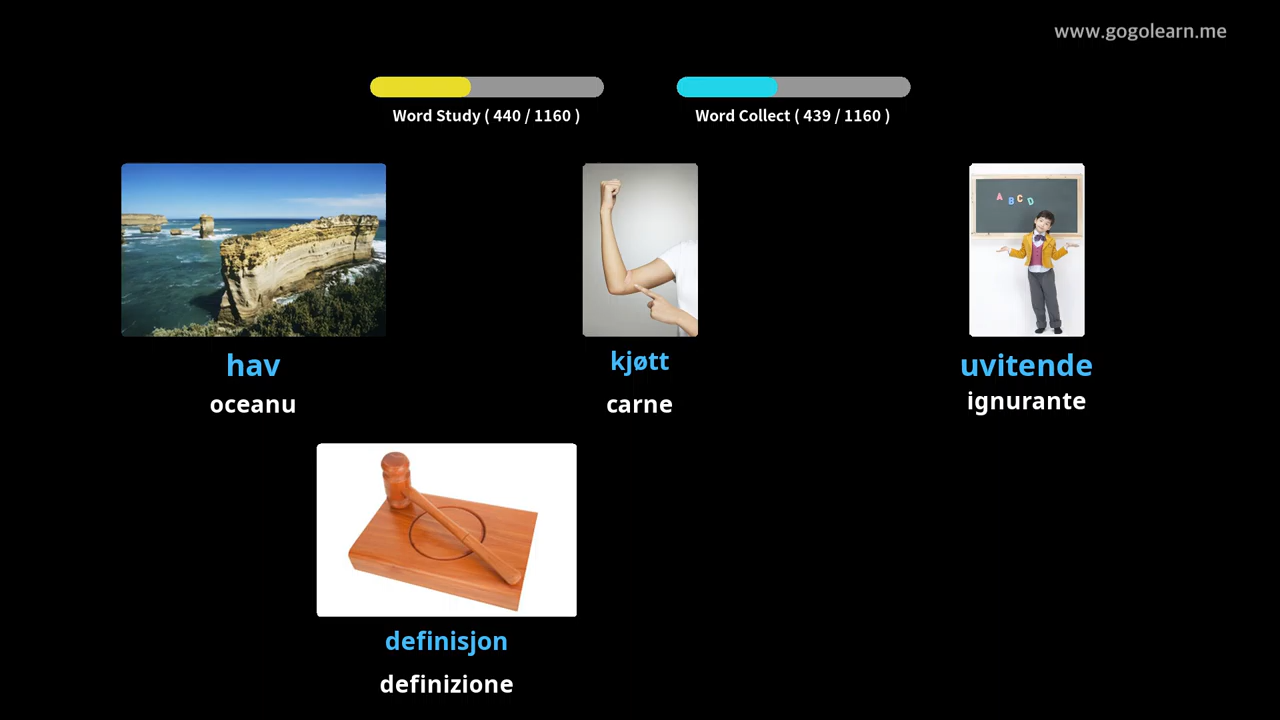 www.gogolearn.me
Word Study ( 440 / 1160 )
Word Collect ( 439 / 1160 )
A B C D
hav
kjøtt
uvitende
oceanu
carne
ignurante
definisjon
definizione